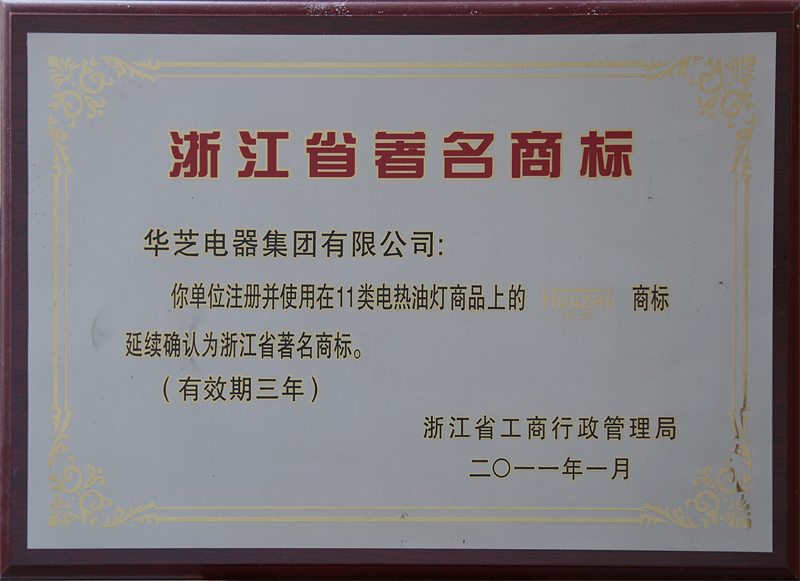 浙江省著名商标
华芝电器集团有限公司:
你单位注册并使用在11类电热油灯商品上的 HUAZHI 华芝 商标
延续确认为浙江省著名商标。
(有效期三年)
浙江省工商行政管理局
二〇一一年一月